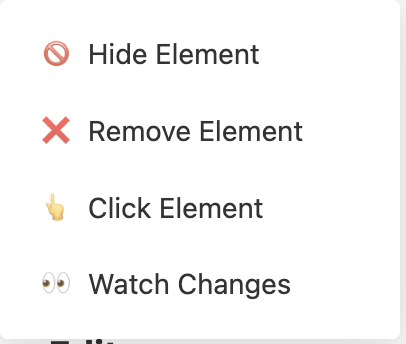 Hide Element
Remove Element
Click Element
Watch Changes